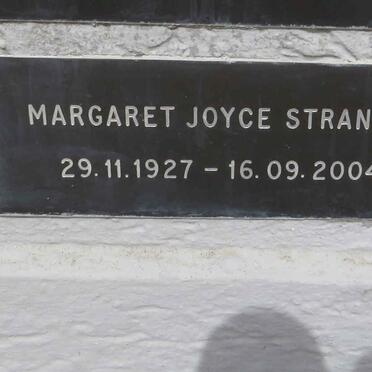 MARGARET JOYCE STRAN
29.11.1927 – 16.09.2004